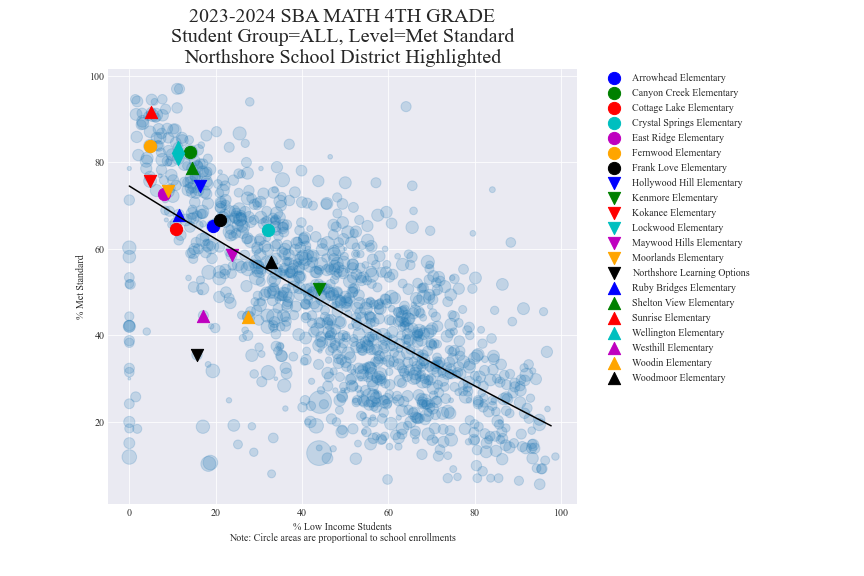 2023-2024 SBA MATH 4TH GRADE
Student Group=ALL, Level=Met Standard
Northshore School District Highlighted
100
80
60
40
20
% Met Standard
0 20 40 60 80 100
% Low Income Students
Note: Circle areas are proportional to school enrollments
Arrowhead Elementary
Canyon Creek Elementary
Cottage Lake Elementary
Crystal Springs Elementary
East Ridge Elementary
Fernwood Elementary
Frank Love Elementary
Hollywood Hill Elementary
Kenmore Elementary
Kokanee Elementary
Lockwood Elementary
Maywood Hills Elementary
Moorlands Elementary
Northshore Learning Options
Ruby Bridges Elementary
Shelton View Elementary
Sunrise Elementary
Wellington Elementary
Westhill Elementary
Woodin Elementary
Woodmoor Elementary